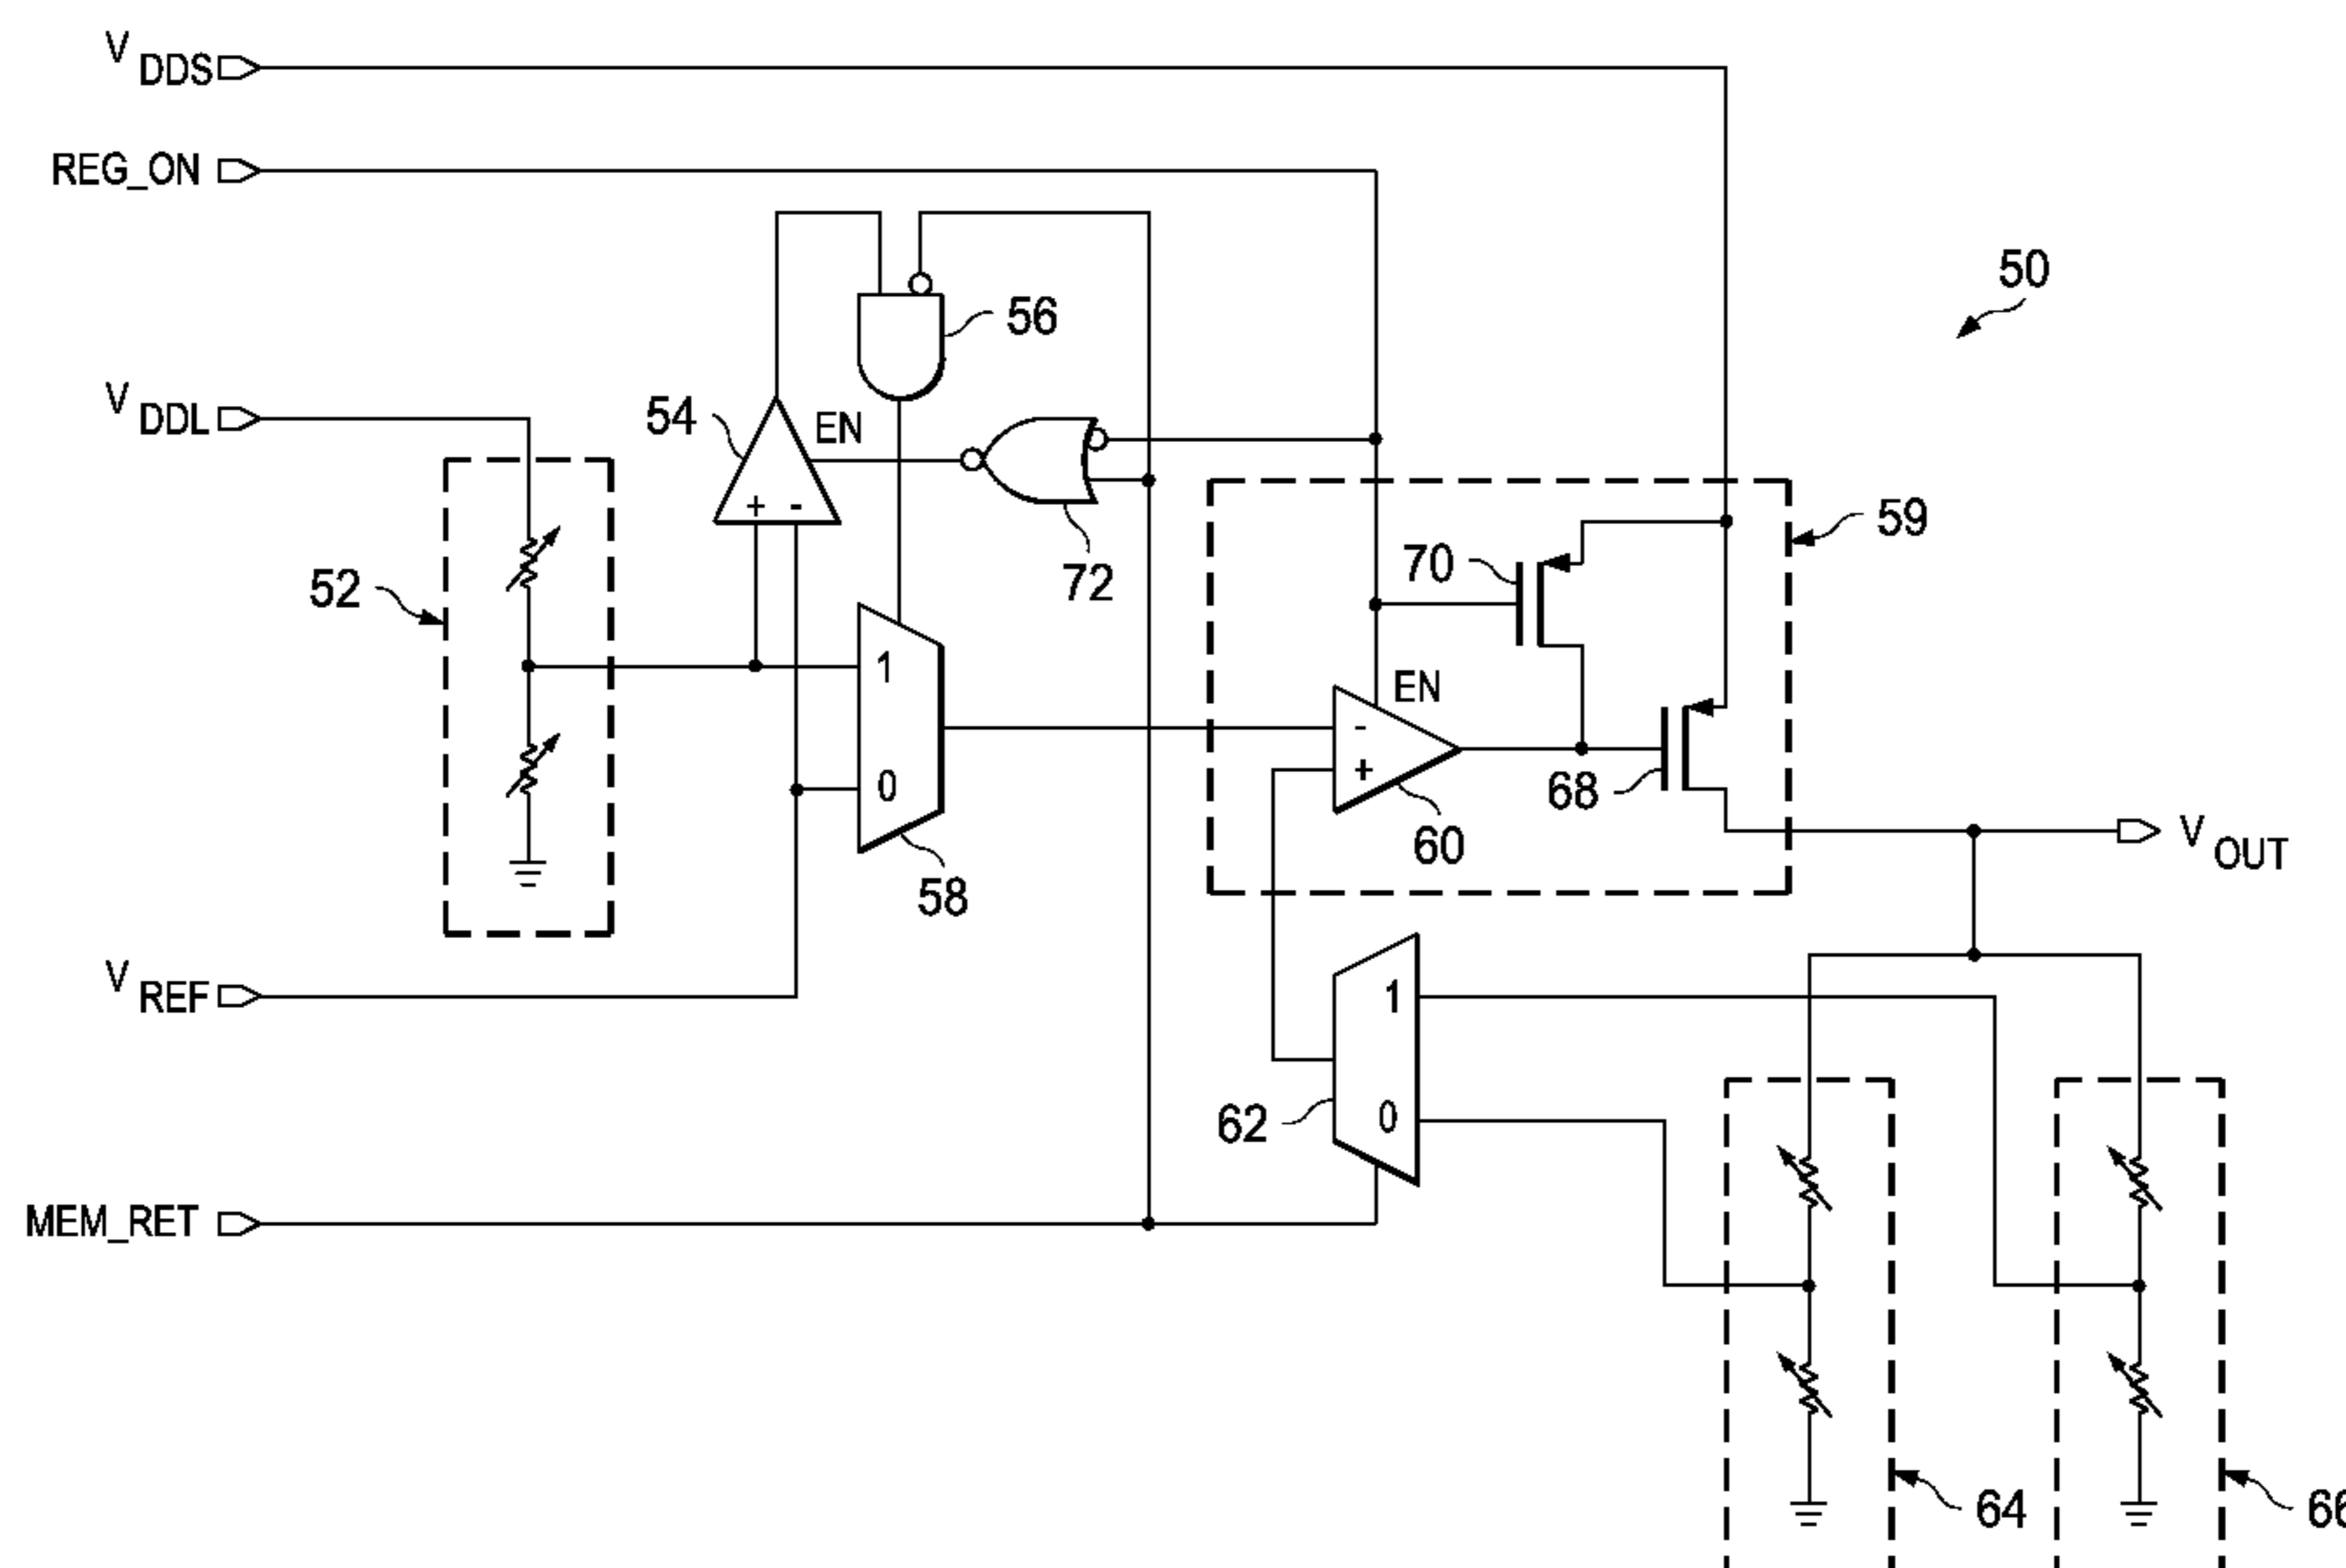 V DDS
REG_ON
50
56
V DDL
54
EN
59
70
52
72
EN
1
-
+ -
0
+
68
60
V OUT
58
V REF
1
62
0
MEM_RET
64